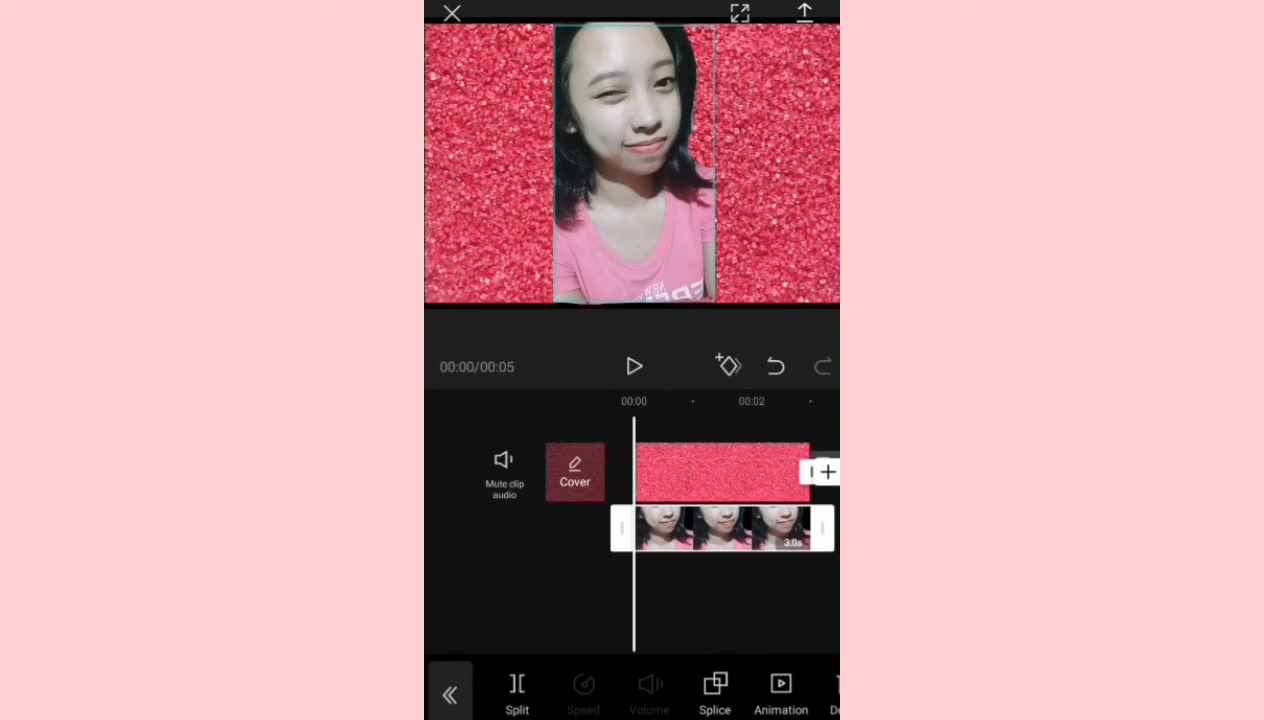 00:00/00:05
00:00
00:02
Mute clip
audio
Cover
3.0s
Split
Speed
Volume
Splice
Animation